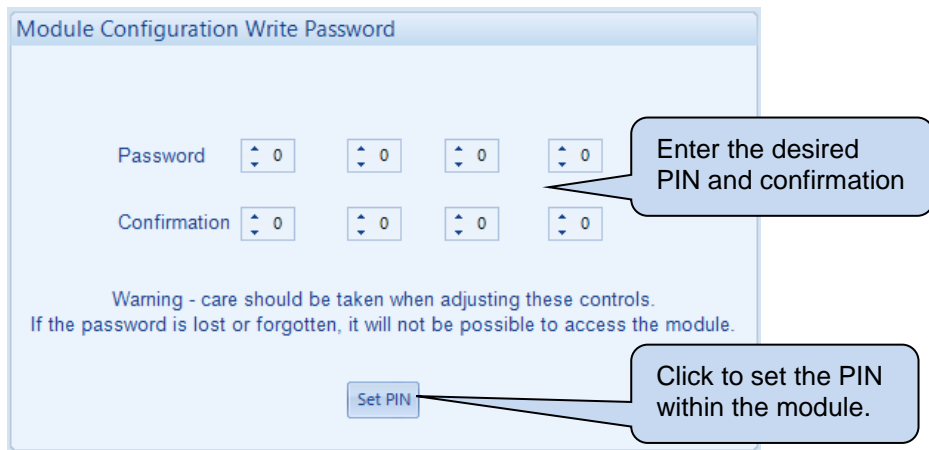 Module Configuration Write Password
Password 0 0 0 0
Enter the desired
PIN and confirmation
Confirmation 0 0 0 0
Warning - care should be taken when adjusting these controls.
If the password is lost or forgotten, it will not be possible to access the module.
Set PIN
Click to set the PIN
within the module.